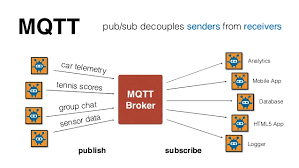 MQTT
pub/sub decouples senders from receivers
car telemetry
tennis scores
group chat
sensor data
MQTT
Broker
Analytics
Mobile App
Database
HTML5 App
Logger
publish
subscribe